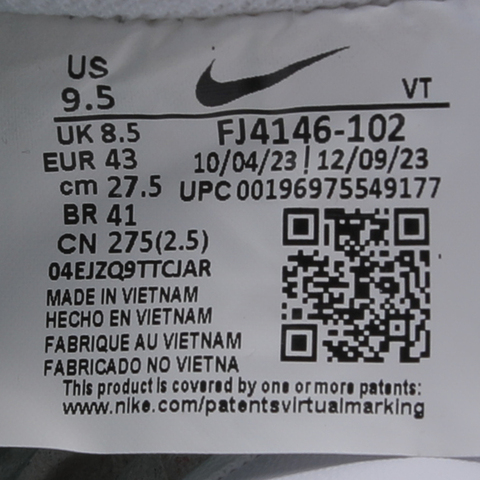 US
9.5
VT
UK 8.5
FJ4146-102
EUR 43
10/04/23 | 12/09/23
cm 27.5
UPC 00196975549177
BR 41
CN 275(2.5)
04EJZQ9TTCJAR
MADE IN VIETNAM
HECHO EN VIETNAM
FABRIQUE AU VIETNAM
FABRICADO NO VIETNA
This product is covered by one or more patents:
www.nike.com/patentsvirtualmarking